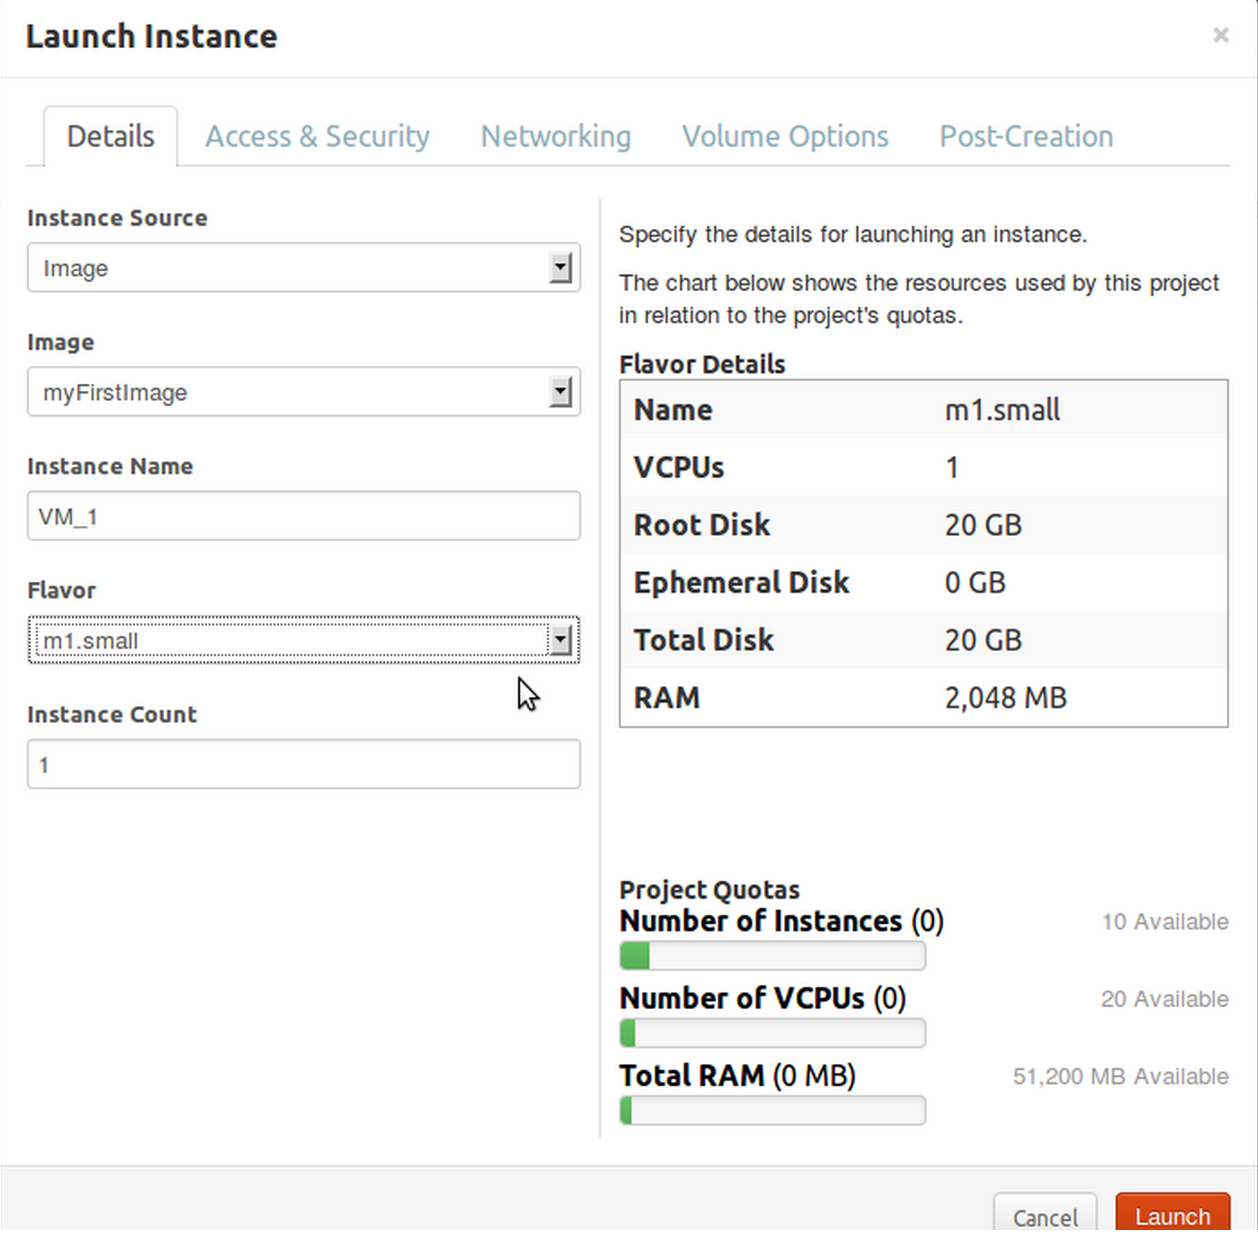 Launch Instance ×
Details Access & Security Networking Volume Options Post-Creation
Instance Source
Image
Image
myFirstImage
Instance Name
VM_1
Flavor
m1.small
Instance Count
1
Specify the details for launching an instance.
The chart below shows the resources used by this project
in relation to the project's quotas.
Flavor Details
Name m1.small
VCPUs 1
Root Disk 20 GB
Ephemeral Disk 0 GB
Total Disk 20 GB
RAM 2,048 MB
Project Quotas
Number of Instances (0) 10 Available
Number of VCPUs (0) 20 Available
Total RAM (0 MB) 51,200 MB Available
Cancel Launch